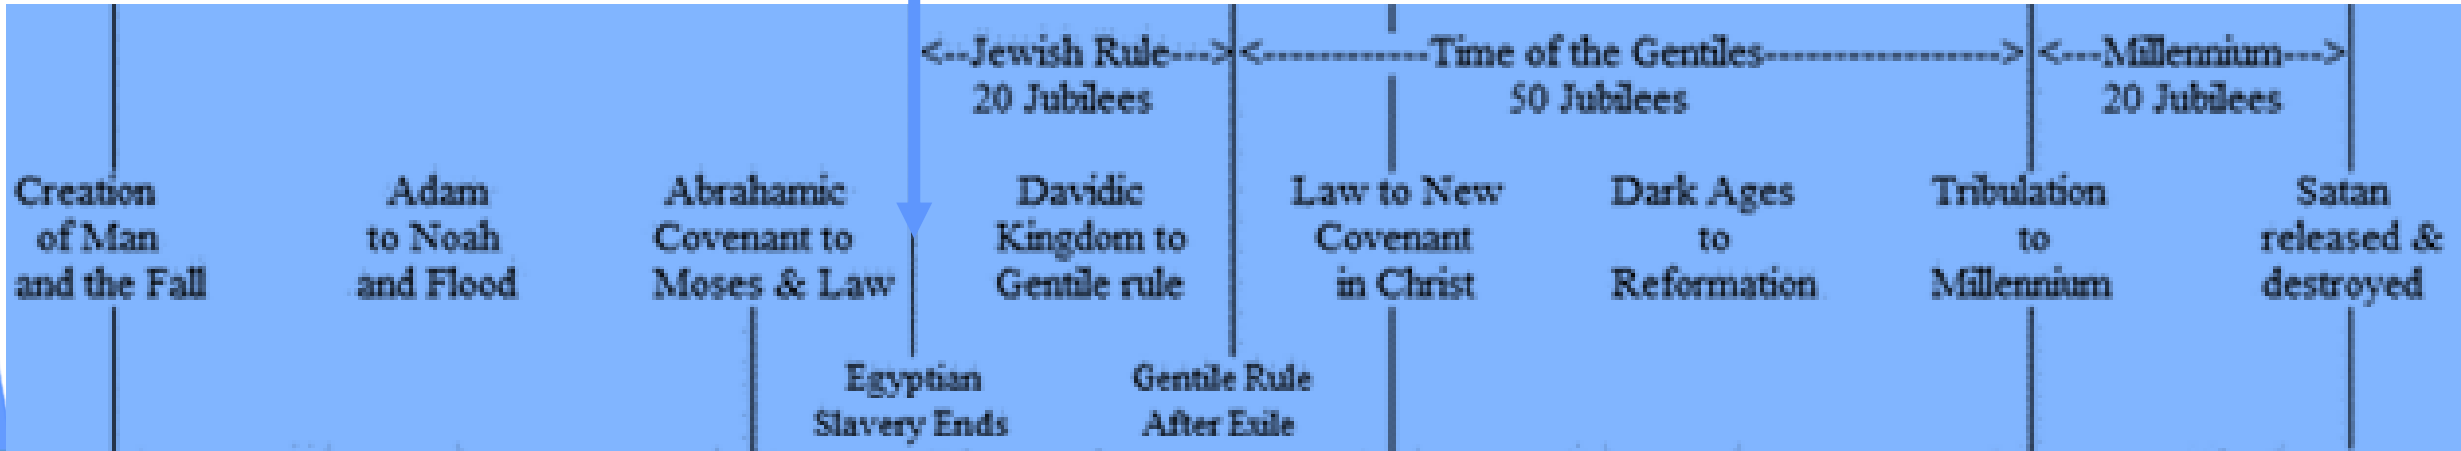 <--Jewish Rule---> <------------Time of the Gentiles-----------------> <---Millennium--->
20 Jubilees 50 Jubilees 20 Jubilees
Creation Adam Abrahamic Davidic Law to New Dark Ages Tribulation Satan
of Man to Noah Covenant to Kingdom to Covenant to to released &
and the Fall and Flood Moses & Law Gentile rule in Christ Reformation Millennium destroyed
Egyptian Gentile Rule
Slavery Ends After Exile